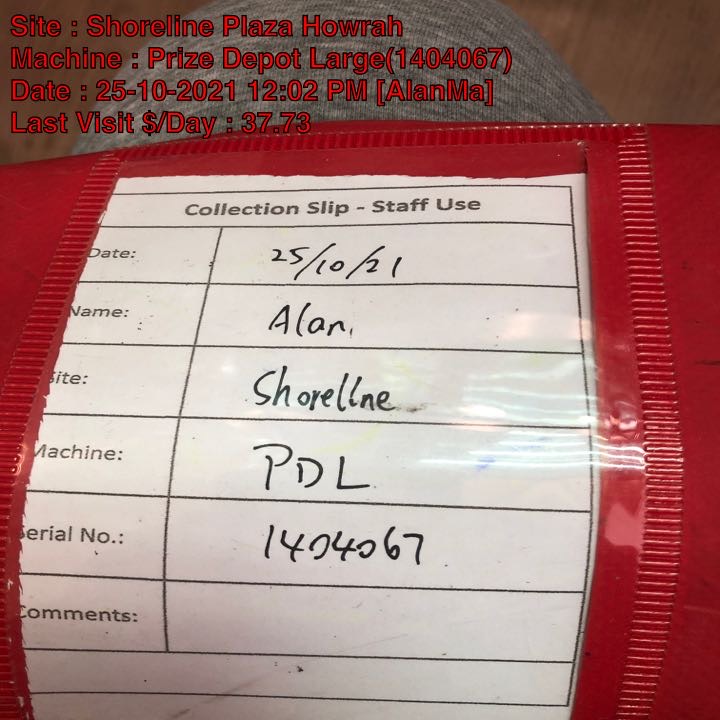 Site : Shoreline Plaza Howrah
Machine : Prize Depot Large(1404067)
Date : 25-10-2021 12:02 PM [AlanMa]
Last Visit $/Day : 37.73
Collection Slip - Staff Use
Date: 25/10/21
Name: Alan
Site: Shoreline
Machine: PDL
Serial No.: 1404067
Comments: